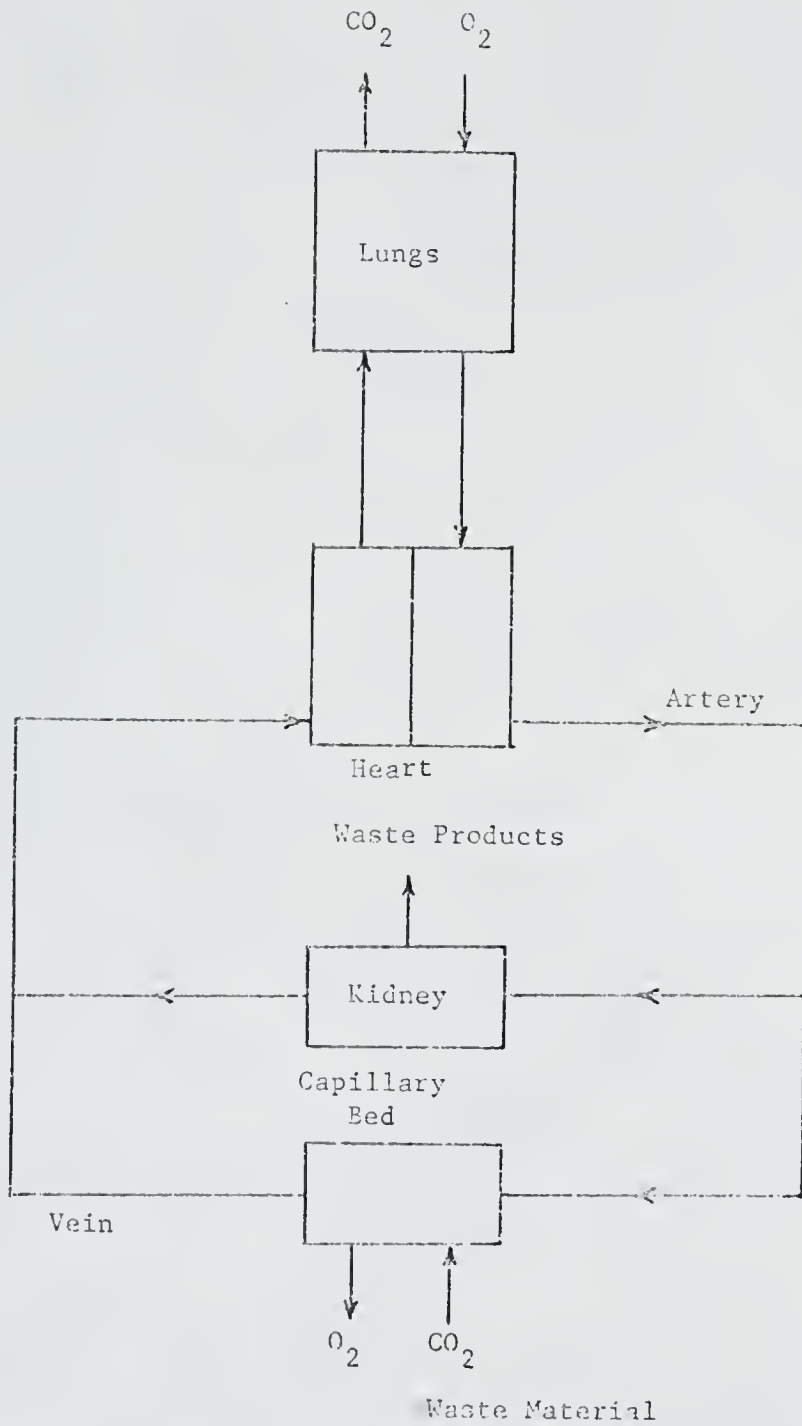 CO2 O2
Lungs
Artery
Heart
Waste Products
Kidney
Capillary
Bed
Vein
O2 CO2
Waste Material